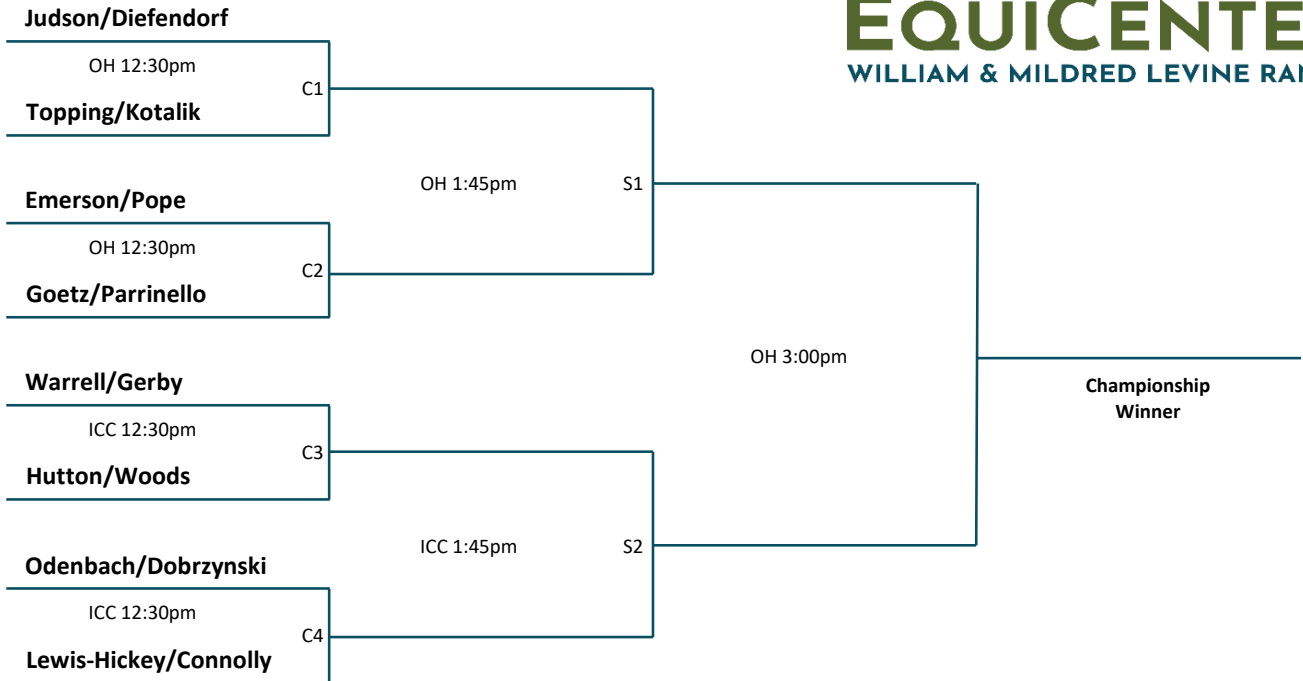 Judson/Diefendorf
EQUICENTE
WILLIAM & MILDRED LEVINE RAN
OH 12:30pm
C1
Topping/Kotalik
OH 1:45pm
S1
Emerson/Pope
OH 12:30pm
C2
Goetz/Parrinello
OH 3:00pm
Championship
Winner
Warrell/Gerby
ICC 12:30pm
C3
Hutton/Woods
ICC 1:45pm
S2
Odenbach/Dobrzynski
ICC 12:30pm
C4
Lewis-Hickey/Connolly